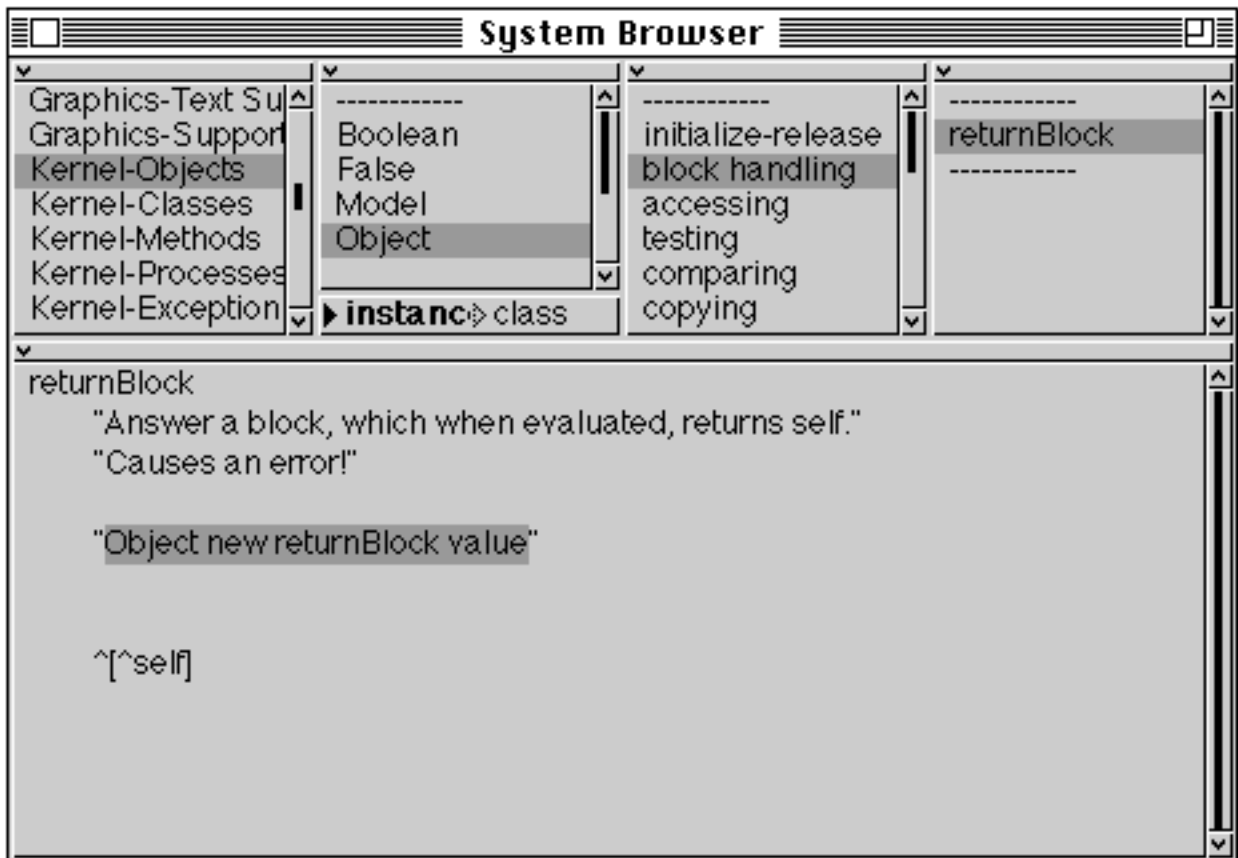 System Browser
Graphics-Text Su
Graphics-Support
Kernel-Objects
Kernel-Classes
Kernel-Methods
Kernel-Processes
Kernel-Exception
------------
Boolean
False
Model
Object
instanc class
------------
initialize-release
block handling
accessing
testing
comparing
copying
------------
returnBlock
------------
returnBlock
"Answer a block, which when evaluated, returns self."
"Causes an error!"
"Object new returnBlock value"
^[^self]